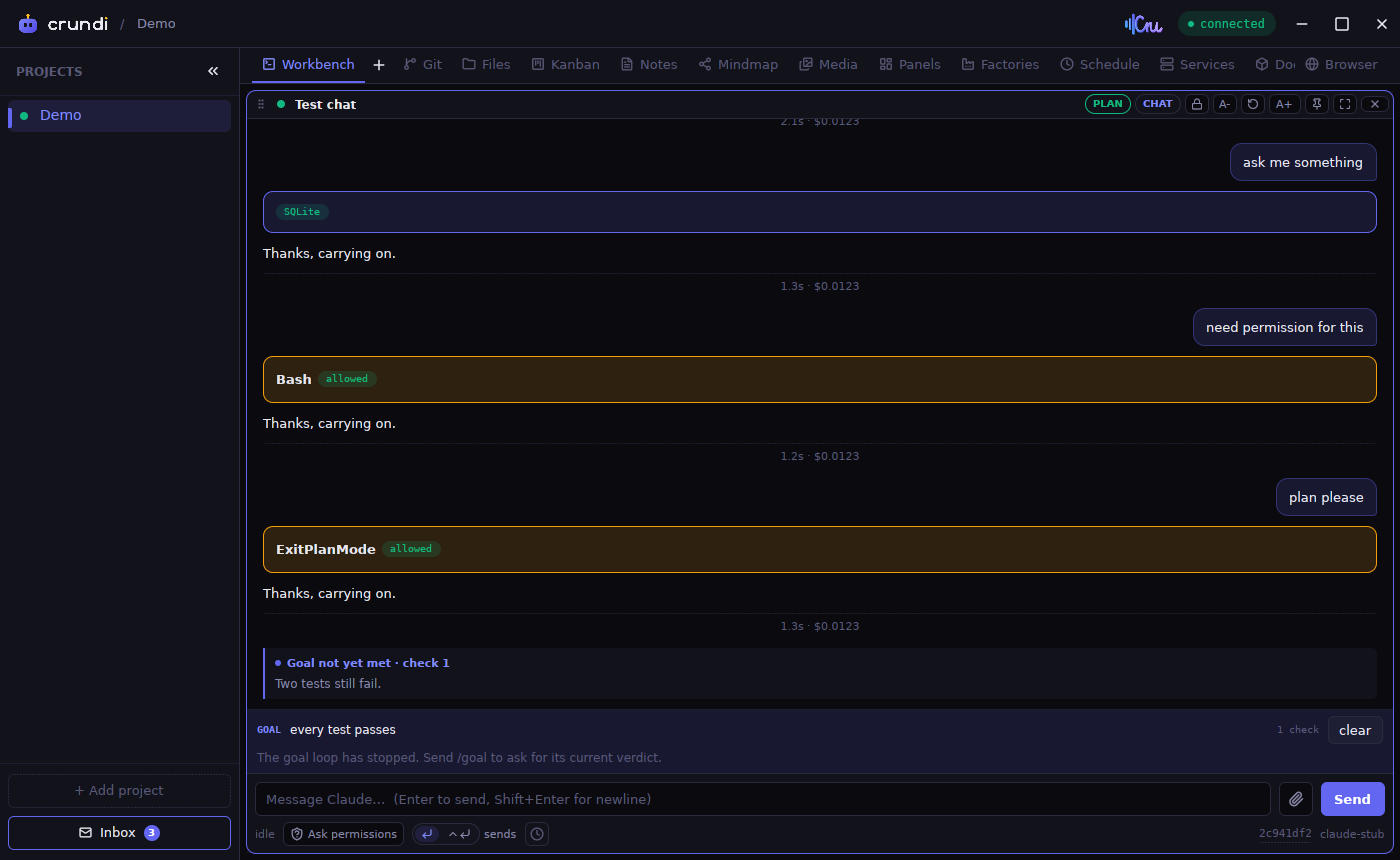 crundi / Demo
Cru
connected
PROJECTS
Workbench Git Files Kanban Notes Mindmap Media Panels Factories Schedule Services Doc Browser
Demo
Test chat
PLAN CHAT A- A+
2.1s · $0.0123
ask me something
SQLite
Thanks, carrying on.
1.3s · $0.0123
need permission for this
Bash allowed
Thanks, carrying on.
1.2s · $0.0123
plan please
ExitPlanMode allowed
Thanks, carrying on.
1.3s · $0.0123
Goal not yet met · check 1
Two tests still fail.
GOAL every test passes
1 check clear
The goal loop has stopped. Send /goal to ask for its current verdict.
+ Add project
Message Claude... (Enter to send, Shift+Enter for newline)
Send
Inbox 3
idle Ask permissions sends
2c941df2 claude-stub